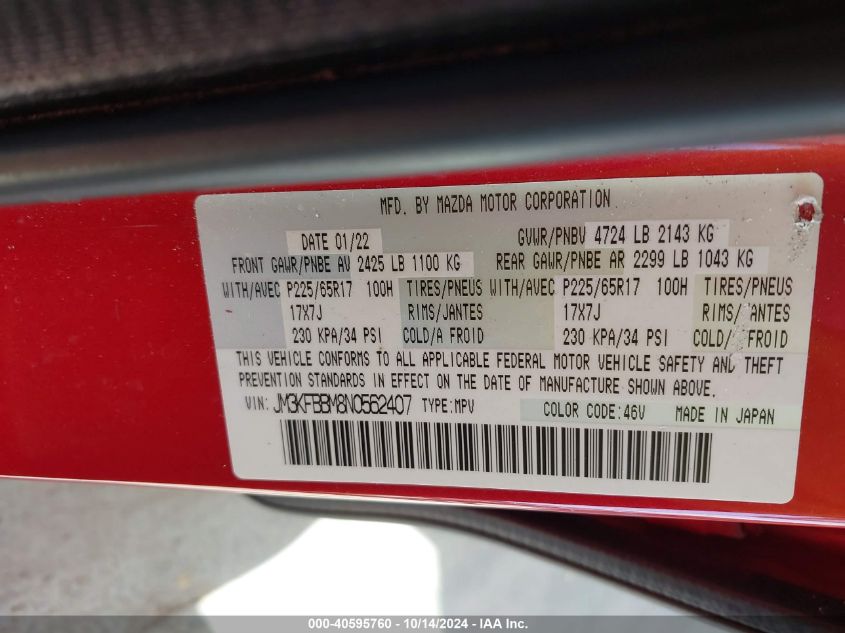 MFD. BY MAZDA MOTOR CORPORATION
DATE 01/22 GVWR/PNBV 4724 LB 2143 KG
FRONT GAWR/PNBE AV 2425 LB 1100 KG REAR GAWR/PNBE AR 2299 LB 1043 KG
WITH/AVEC P225/65R17 100H TIRES/PNEUS WITH/AVEC P225/65R17 100H TIRES/PNEUS
17X7J RIMS/JANTES 17X7J RIMS/JANTES
230 KPA/34 PSI COLD/A FROID 230 KPA/34 PSI COLD/ FROID
THIS VEHICLE CONFORMS TO ALL APPLICABLE FEDERAL MOTOR VEHICLE SAFETY AND THEFT
PREVENTION STANDARDS IN EFFECT ON THE DATE OF MANUFACTURE SHOWN ABOVE.
VIN: JM3KFBBM8N0562407 TYPE:MPV COLOR CODE:46V MADE IN JAPAN
000-40595760 - 10/14/2024 - IAA Inc.